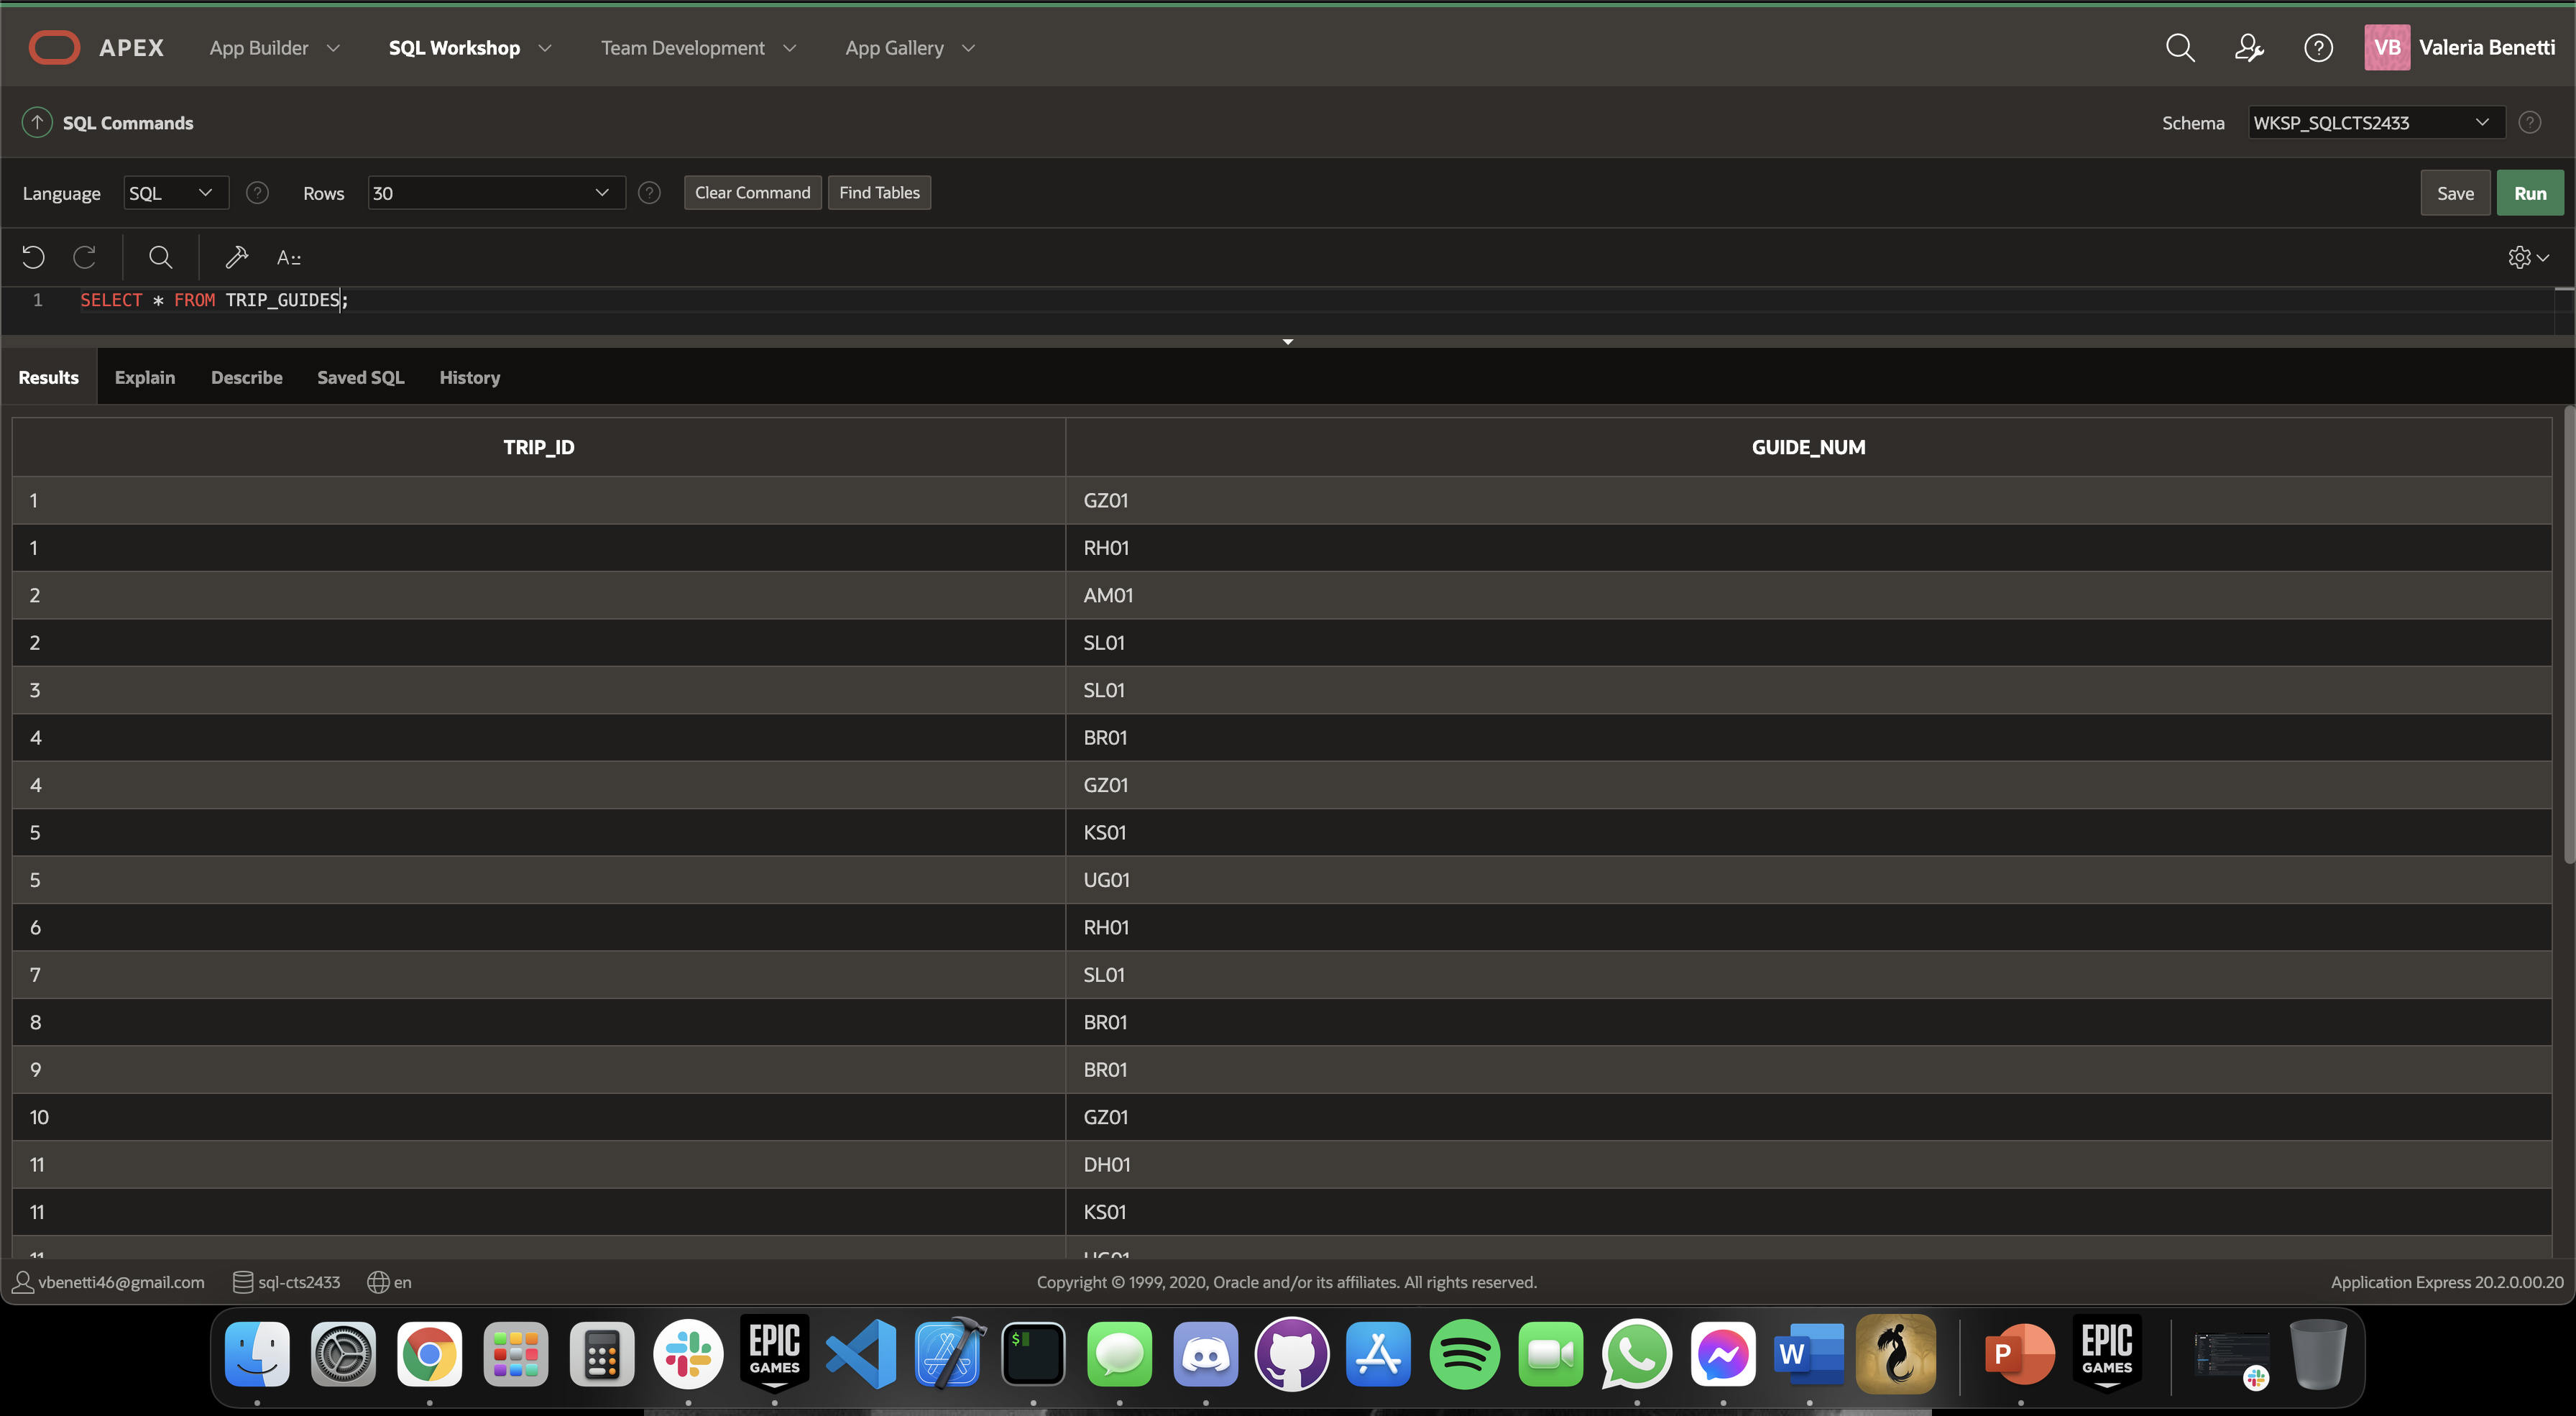 APEX App Builder SQL Workshop Team Development App Gallery VB Valeria Benetti
SQL Commands Schema WKSP_SQLCTS2433
Language SQL Rows 30 Clear Command Find Tables Save Run
1 SELECT * FROM TRIP_GUIDES;
Results Explain Describe Saved SQL History
TRIP_ID GUIDE_NUM
1 GZ01
1 RH01
2 AM01
2 SL01
3 SL01
4 BR01
4 GZ01
5 KS01
5 UG01
6 RH01
7 SL01
8 BR01
9 BR01
10 GZ01
11 DH01
11 KS01
11 UG01
vbenetti46@gmail.com sql-cts2433 en Copyright © 1999, 2020, Oracle and/or its affiliates. All rights reserved. Application Express 20.2.0.00.20
EPIC GAMES $ W P EPIC GAMES